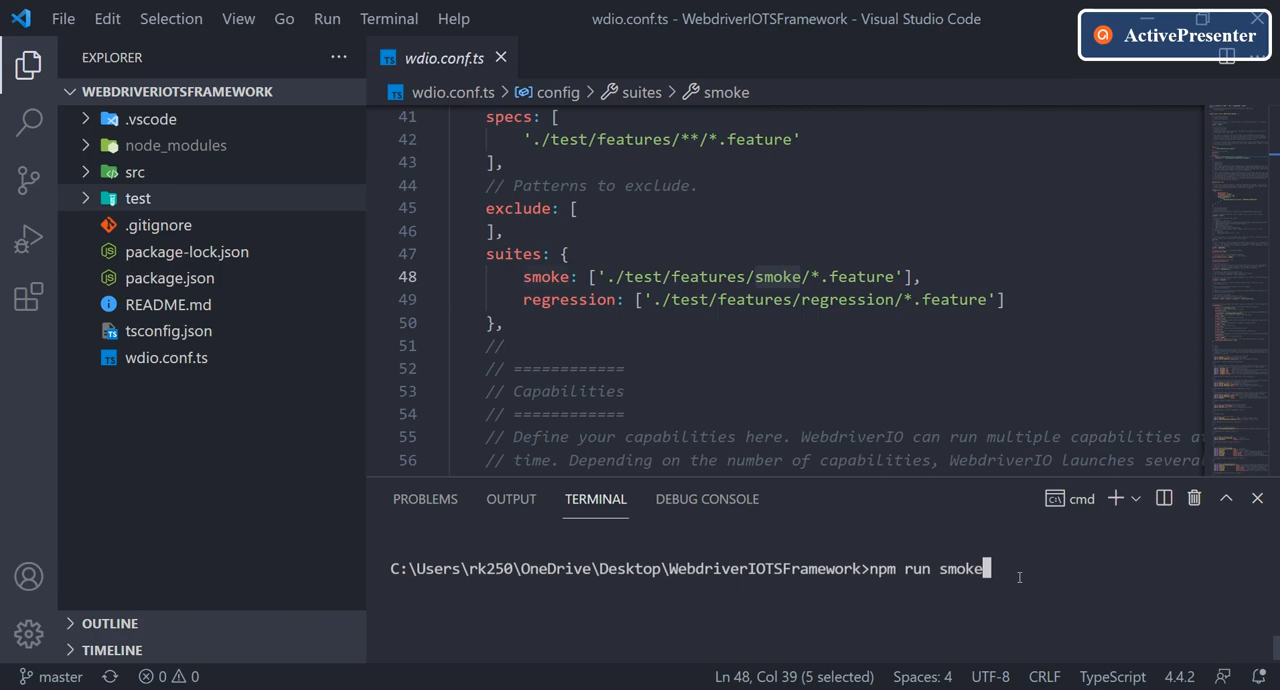 File Edit Selection View Go Run Terminal Help
wdio.conf.ts - WebdriverIOTSFramework - Visual Studio Code
ActivePresenter
EXPLORER
WEBDRIVERIOTSFRAMEWORK
.vscode
node_modules
src
test
.gitignore
package-lock.json
package.json
README.md
tsconfig.json
wdio.conf.ts
OUTLINE
TIMELINE
wdio.conf.ts
wdio.conf.ts > config > suites > smoke
41 specs: [
42 './test/features/**/*.feature'
43 ],
44 // Patterns to exclude.
45 exclude: [
46 ],
47 suites: {
48 smoke: ['./test/features/smoke/*.feature'],
49 regression: ['./test/features/regression/*.feature']
50 },
51 //
52 // ============
53 // Capabilities
54 // ============
55 // Define your capabilities here. WebdriverIO can run multiple capabilities a
56 // time. Depending on the number of capabilities, WebdriverIO launches severa
PROBLEMS OUTPUT TERMINAL DEBUG CONSOLE
cmd
C:\Users\rk250\OneDrive\Desktop\WebdriverIOTSFramework>npm run smoke
master 0 0 Ln 48, Col 39 (5 selected) Spaces: 4 UTF-8 CRLF TypeScript 4.4.2